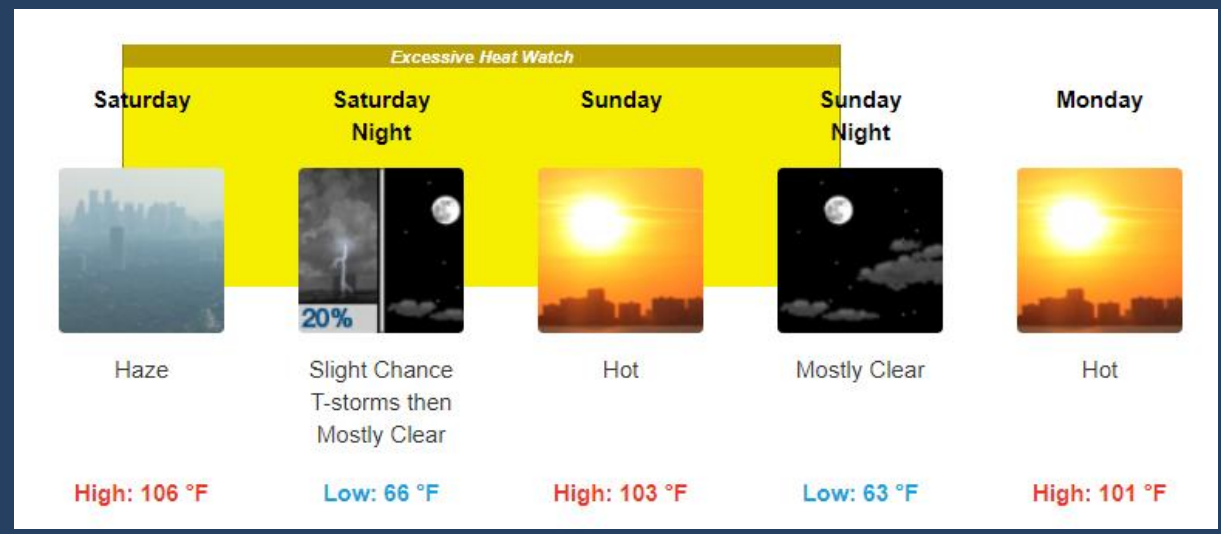 Excessive Heat Watch
Saturday
Saturday
Night
Sunday
Sunday
Night
Monday
20%
Haze
Slight Chance
T-storms then
Mostly Clear
Hot
Mostly Clear
Hot
High: 106 °F
Low: 66 °F
High: 103 °F
Low: 63 °F
High: 101 °F